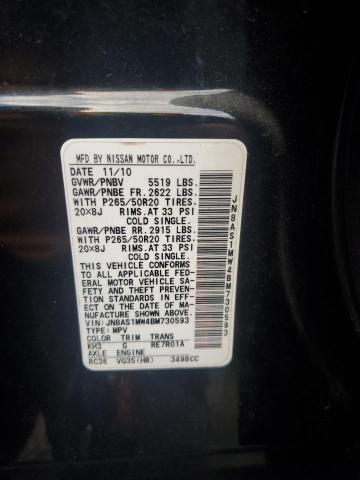 MFD BY NISSAN MOTOR CO.,LTD.
DATE 11/10
GVWR/PNBV 5519 LBS.
GAWR/PNBE FR. 2622 LBS.
WITH P265/50R20 TIRES.
20×8J RIMS. AT 33 PSI
COLD SINGLE.
GAWR/PNBE RR. 2915 LBS.
WITH P265/50R20 TIRES.
20×8J RIMS. AT 33 PSI
COLD SINGLE.
THIS VEHICLE CONFORMS
TO ALL APPLICABLE FED-
ERAL MOTOR VEHICLE SA-
FETY AND THEFT PREVEN-
TION STANDARDS IN EFF-
ECT ON THE DATE OF MA-
NUFACTURE SHOWN ABOVE.
VIN: JN8AS1MW4BM730593
TYPE: MPV
COLOR TRIM TRANS
KH3 G RE7R01A
AXLE ENGINE
RC36 VQ35(HR) 3498CC
JN8AS1MW4BM730593